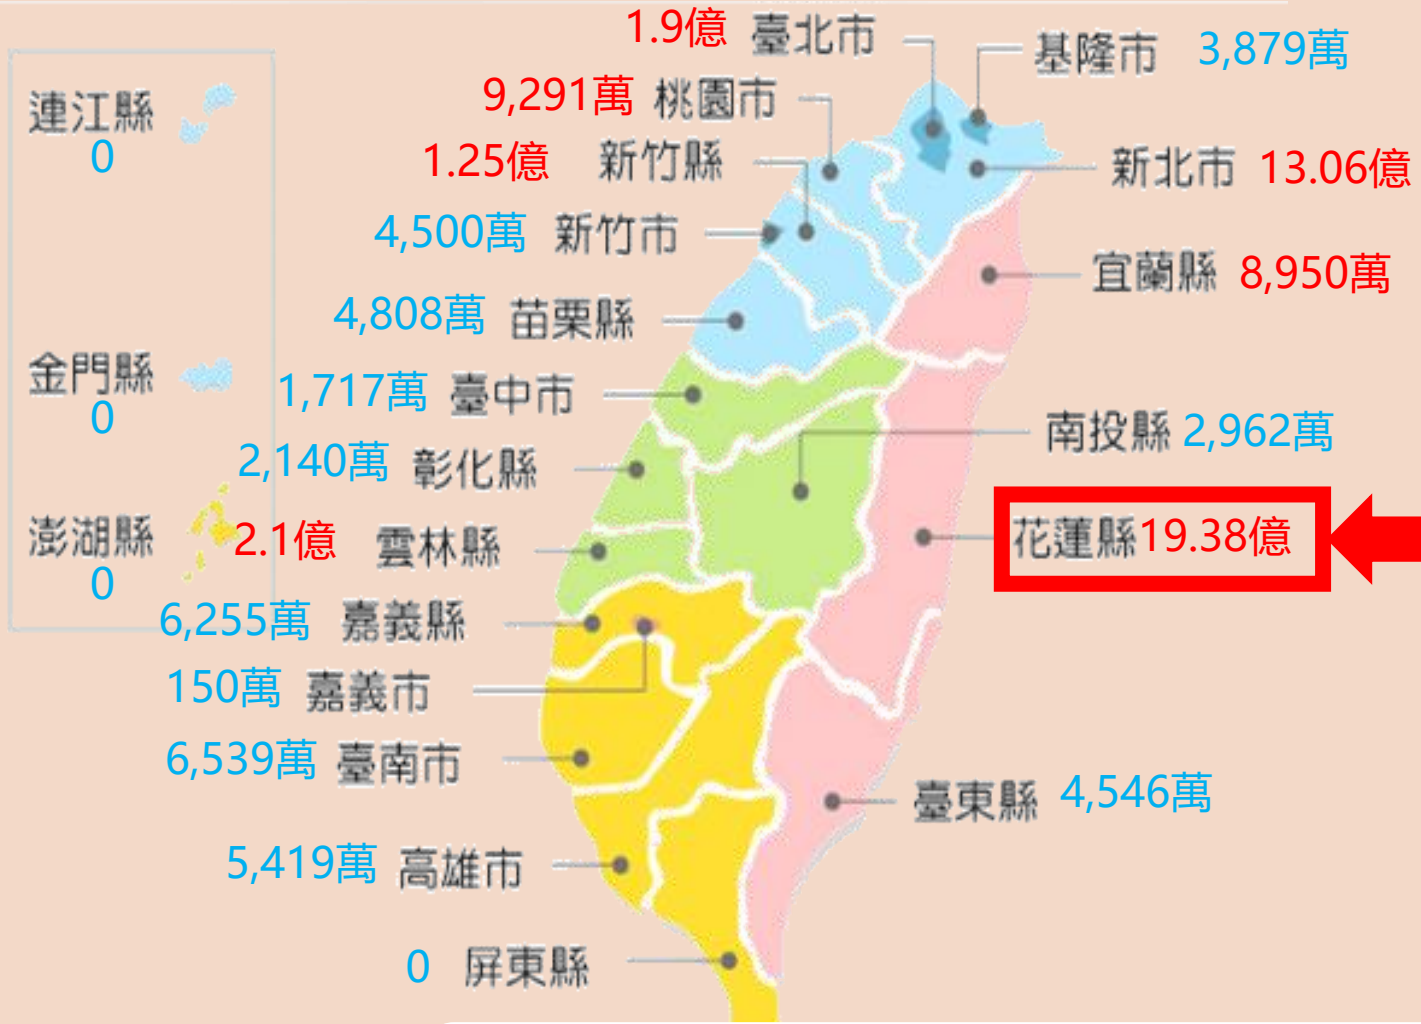 1.9億 臺北市
基隆市 3,879萬
9,291萬 桃園市
連江縣
0
1.25億 新竹縣
新北市 13.06億
4,500萬 新竹市
宜蘭縣 8,950萬
4,808萬 苗栗縣
金門縣
0
1,717萬 臺中市
南投縣 2,962萬
2,140萬 彰化縣
澎湖縣
0
2.1億 雲林縣
花蓮縣 19.38億
6,255萬 嘉義縣
150萬 嘉義市
6,539萬 臺南市
臺東縣 4,546萬
5,419萬 高雄市
0 屏東縣